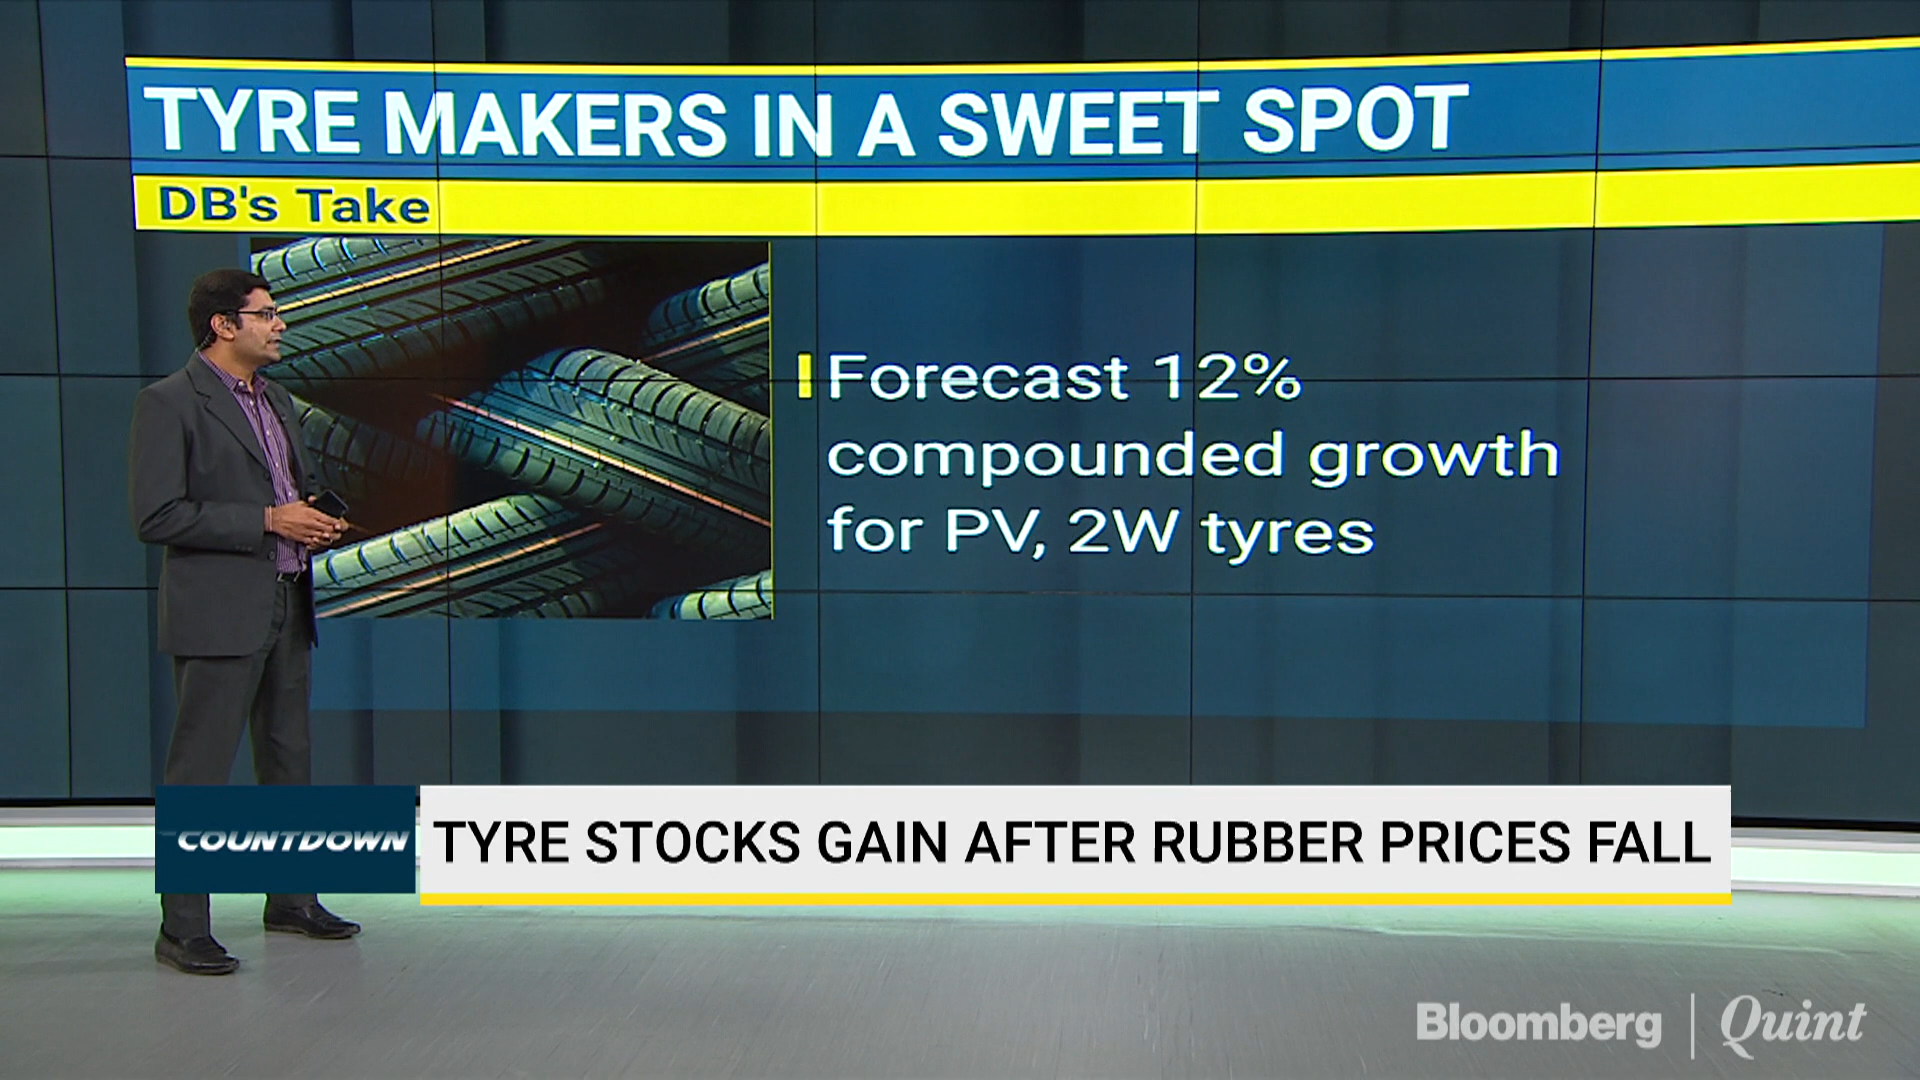 TYRE MAKERS IN A SWEET SPOT
DB's Take
Forecast 12%
compounded growth
for PV, 2W tyres
COUNTDOWN
TYRE STOCKS GAIN AFTER RUBBER PRICES FALL
Bloomberg | Quint